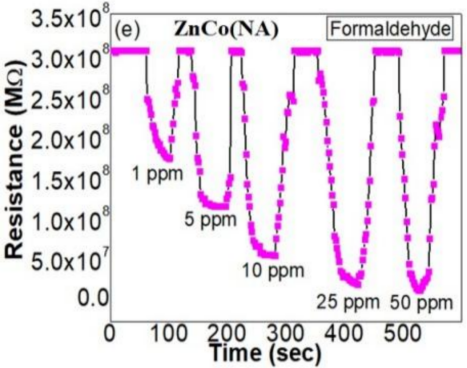 (e) ZnCo(NA) Formaldehyde
Resistance (MΩ)
3.5x10⁸
3.0x10⁸
2.5x10⁸
2.0x10⁸
1.5x10⁸
1.0x10⁸
5.0x10⁷
0.0
1 ppm
5 ppm
10 ppm
25 ppm 50 ppm
0 100 200 300 400 500
Time (sec)